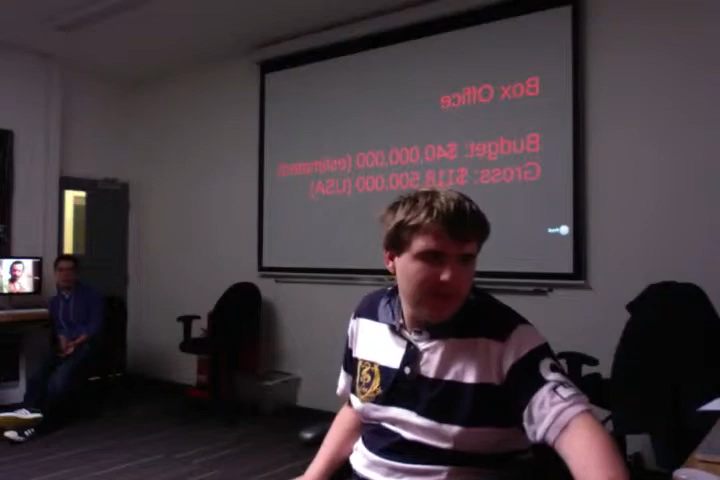 Box Office
Budget: $40,000,000 (estimated)
Gross: $118,500,000 (USA)